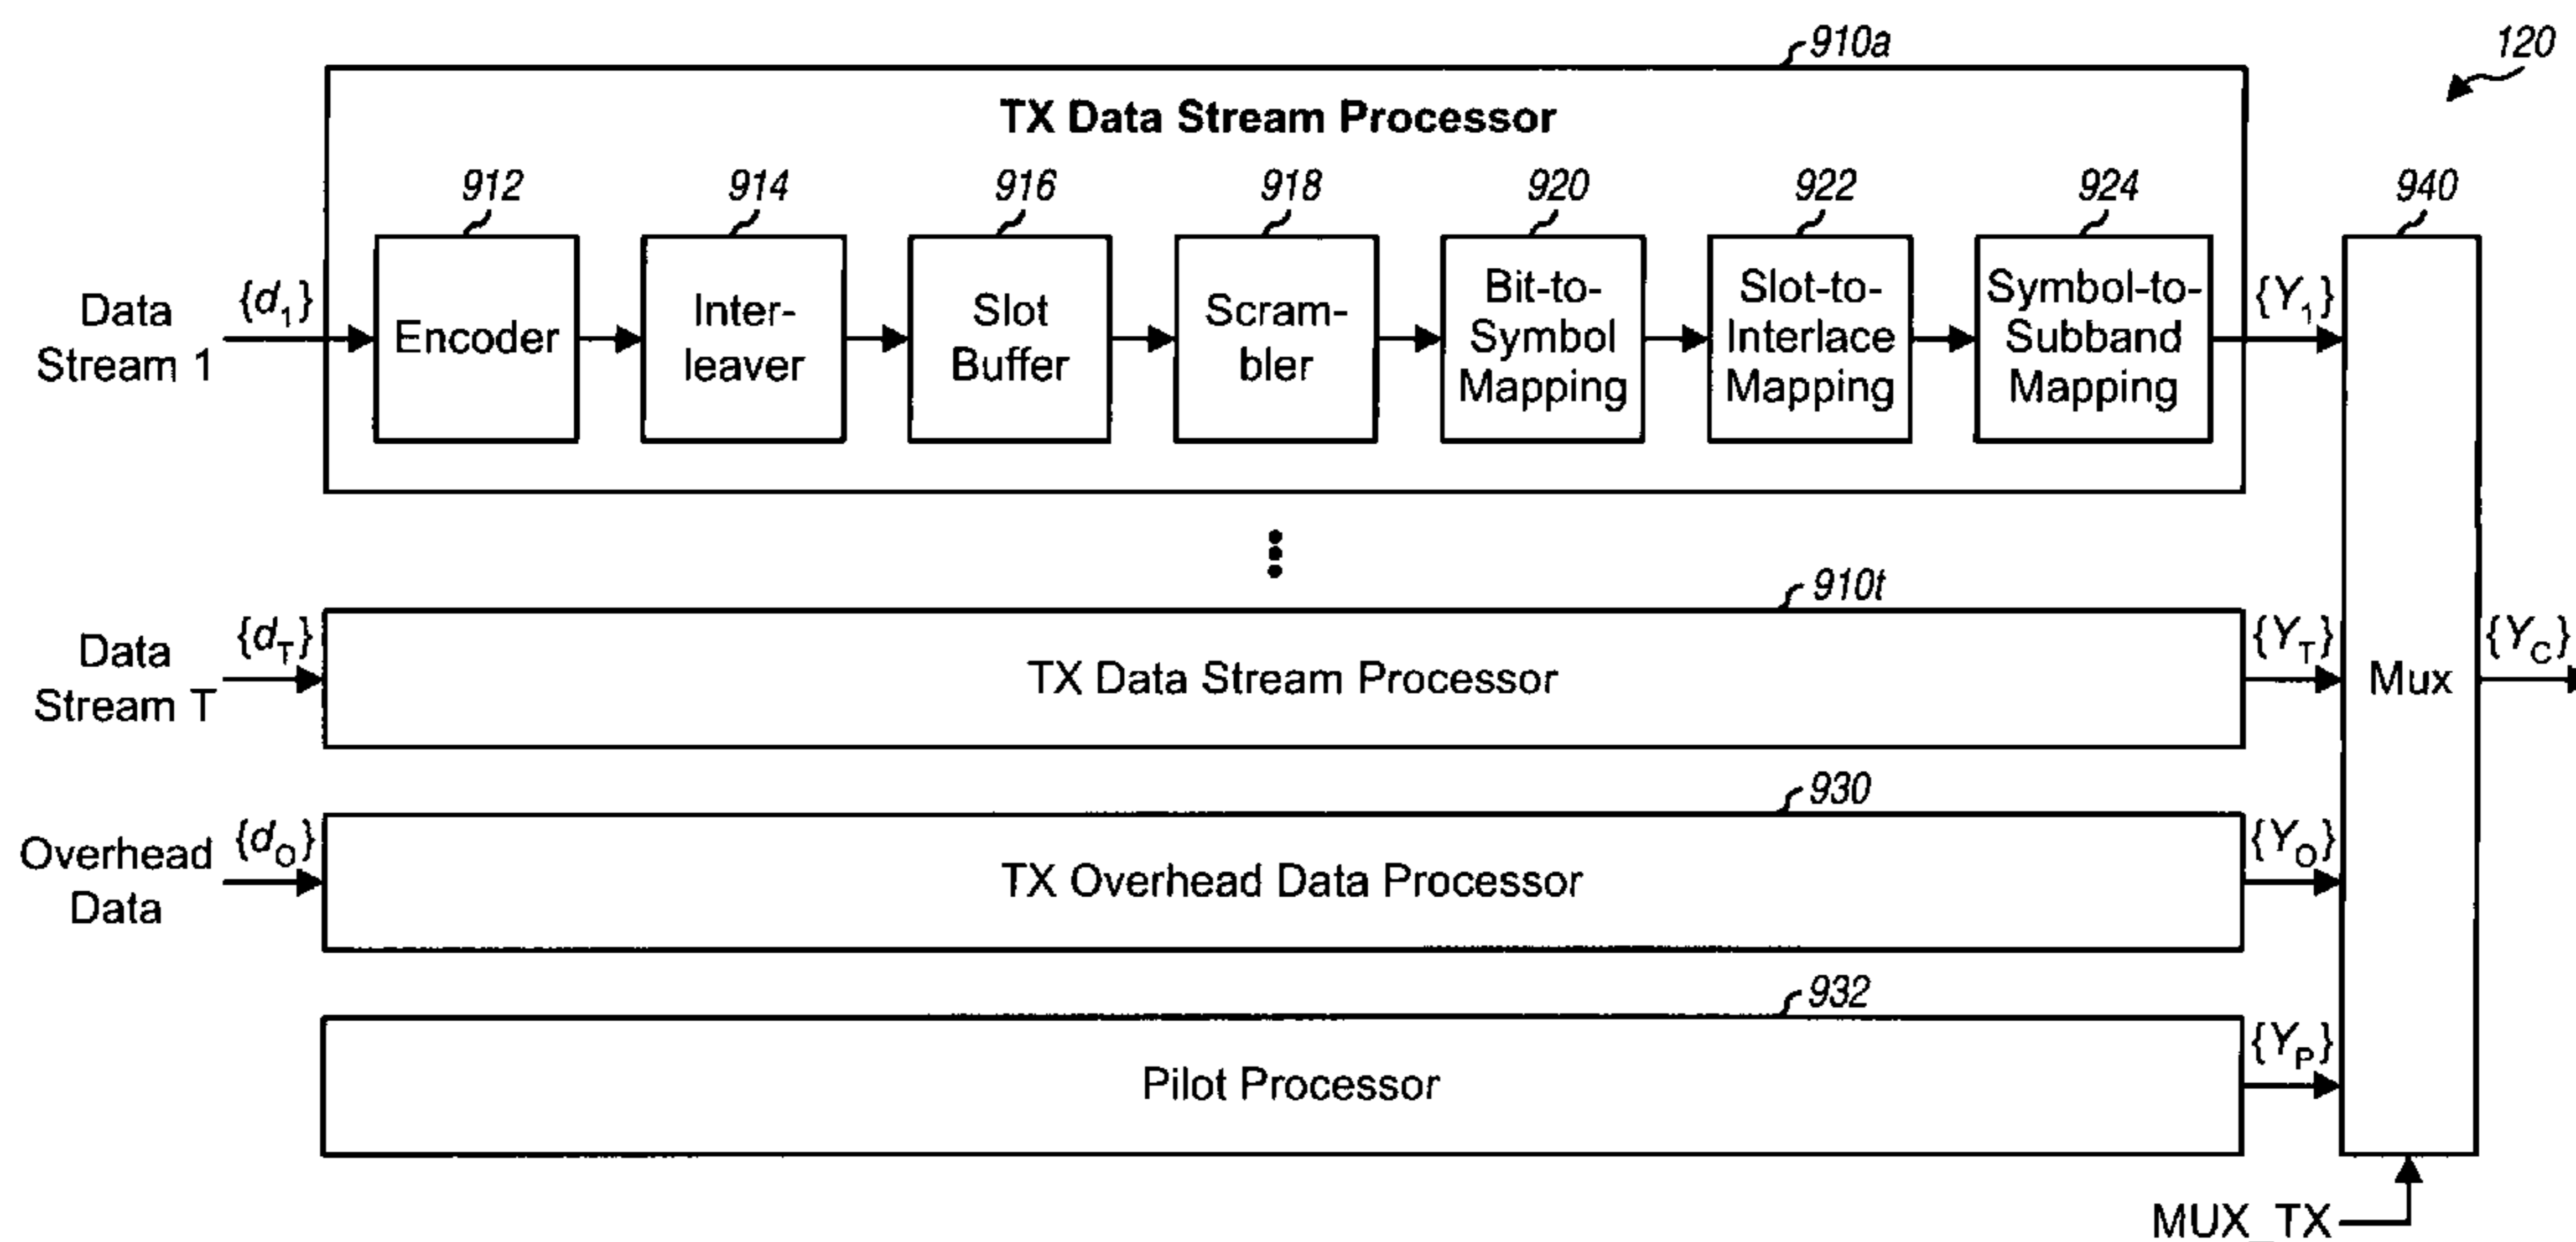 910a
120
TX Data Stream Processor
912
914
916
918
920
922
924
940
Data
Stream 1
{d1}
Encoder
Inter-
leaver
Slot
Buffer
Scram-
bler
Bit-to-
Symbol
Mapping
Slot-to-
Interlace
Mapping
Symbol-to-
Subband
Mapping
{Y1}
910t
Data
Stream T
{dT}
TX Data Stream Processor
{YT}
Mux
{YC}
930
Overhead
Data
{dO}
TX Overhead Data Processor
{YO}
932
Pilot Processor
{YP}
MUX_TX